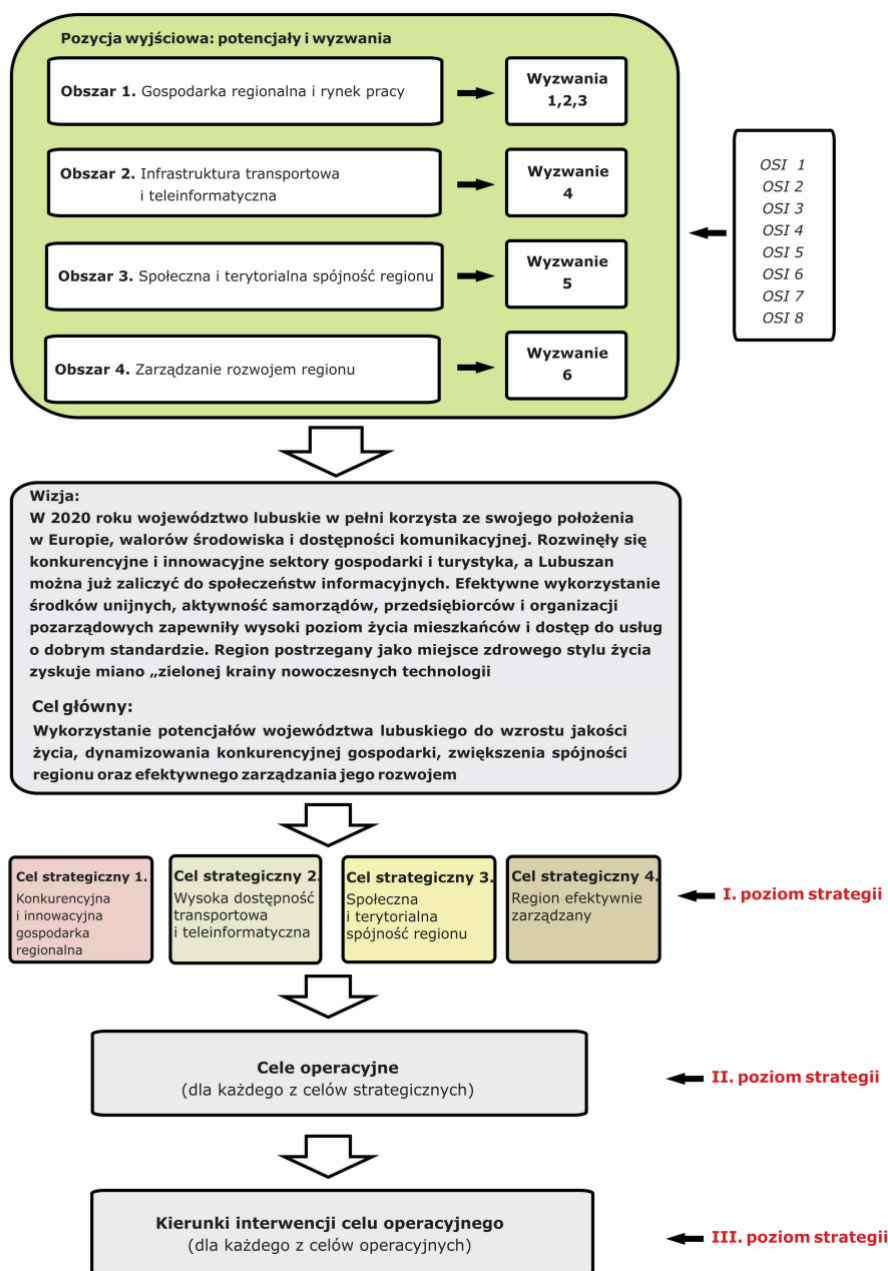 Pozycja wyjściowa: potencjały i wyzwania
Obszar 1. Gospodarka regionalna i rynek pracy
Wyzwania
1,2,3
Obszar 2. Infrastruktura transportowa
i teleinformatyczna
Wyzwanie
4
Obszar 3. Społeczna i terytorialna spójność regionu
Wyzwanie
5
Obszar 4. Zarządzanie rozwojem regionu
Wyzwanie
6
OSI 1
OSI 2
OSI 3
OSI 4
OSI 5
OSI 6
OSI 7
OSI 8
Wizja:
W 2020 roku województwo lubuskie w pełni korzysta ze swojego położenia
w Europie, walorów środowiska i dostępności komunikacyjnej. Rozwinęły się
konkurencyjne i innowacyjne sektory gospodarki i turystyka, a Lubuszan
można już zaliczyć do społeczeństw informacyjnych. Efektywne wykorzystanie
środków unijnych, aktywność samorządów, przedsiębiorców i organizacji
pozarządowych zapewniły wysoki poziom życia mieszkańców i dostęp do usług
o dobrym standardzie. Region postrzegany jako miejsce zdrowego stylu życia
zyskuje miano „zielonej krainy nowoczesnych technologii
Cel główny:
Wykorzystanie potencjałów województwa lubuskiego do wzrostu jakości
życia, dynamizowania konkurencyjnej gospodarki, zwiększenia spójności
regionu oraz efektywnego zarządzania jego rozwojem
Cel strategiczny 1.
Konkurencyjna
i innowacyjna
gospodarka
regionalna
Cel strategiczny 2.
Wysoka dostępność
transportowa
i teleinformatyczna
Cel strategiczny 3.
Społeczna
i terytorialna
spójność regionu
Cel strategiczny 4.
Region efektywnie
zarządzany
I. poziom strategii
Cele operacyjne
(dla każdego z celów strategicznych)
II. poziom strategii
Kierunki interwencji celu operacyjnego
(dla każdego z celów operacyjnych)
III. poziom strategii